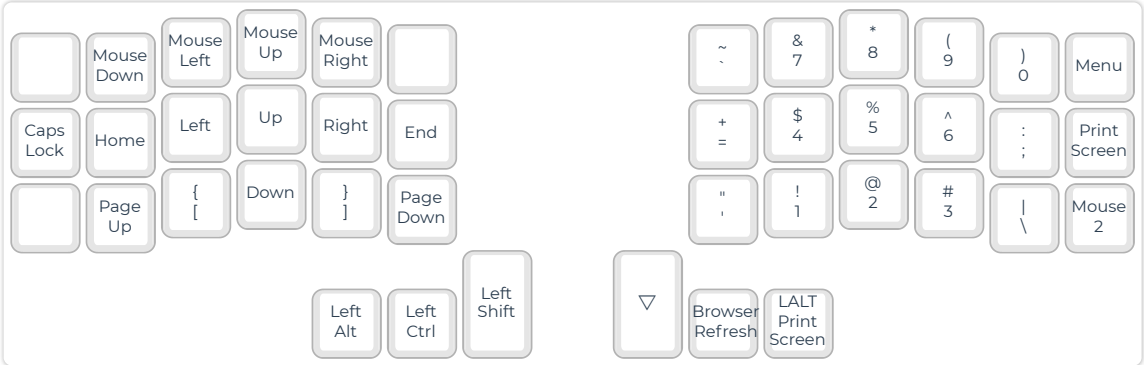 Mouse
Down
Mouse
Left
Mouse
Up
Mouse
Right
~
`
&
7
*
8
(
9
)
0
Menu
Caps
Lock
Home
Left
Up
Right
End
+
=
$
4
%
5
^
6
:
;
Print
Screen
Page
Up
{
[
Down
}
]
Page
Down
"
'
!
1
@
2
#
3
|
\
Mouse
2
Left
Alt
Left
Ctrl
Left
Shift
▽
Browser
Refresh
LALT
Print
Screen